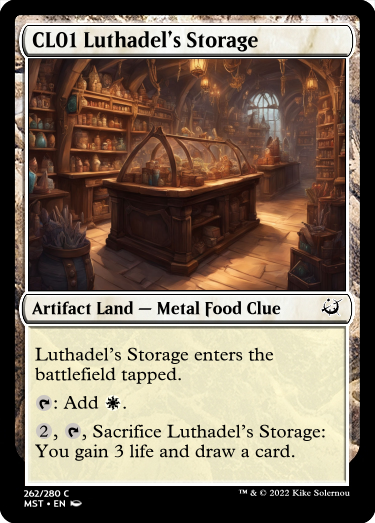 CL01 Luthadel's Storage
Artifact Land — Metal Food Clue
Luthadel's Storage enters the
battlefield tapped.
: Add .
2, , Sacrifice Luthadel's Storage:
You gain 3 life and draw a card.
262/280 C
MST • EN
™ & © 2022 Kike Solernou